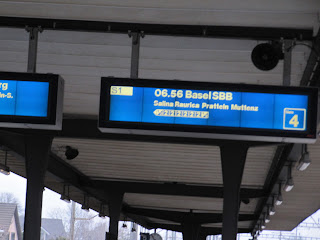 S1 06.56 Basel SBB
Salina Raurica Pratteln Muttenz
4